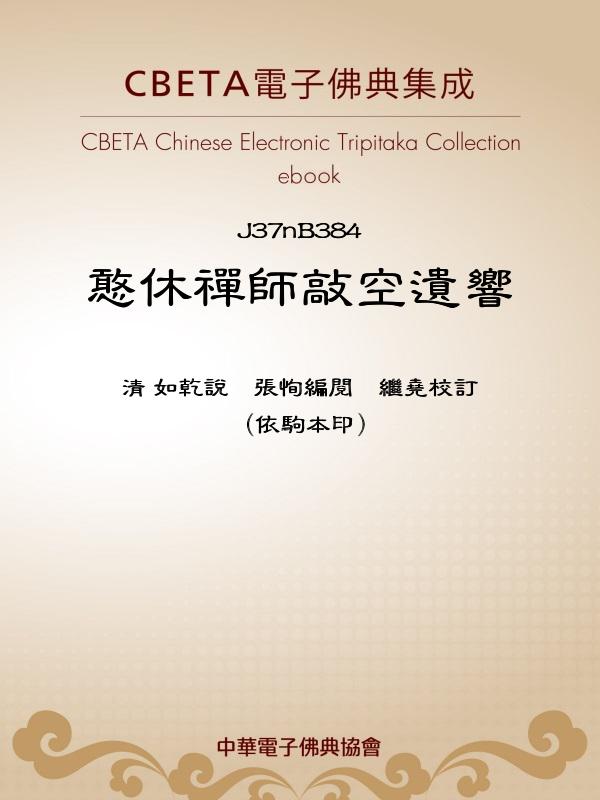 CBETA電子佛典集成
CBETA Chinese Electronic Tripitaka Collection
ebook
J37nB384
憨休禪師敲空遺響
清 如乾說　張恂編閱　繼堯校訂
(依駒本印)
中華電子佛典協會